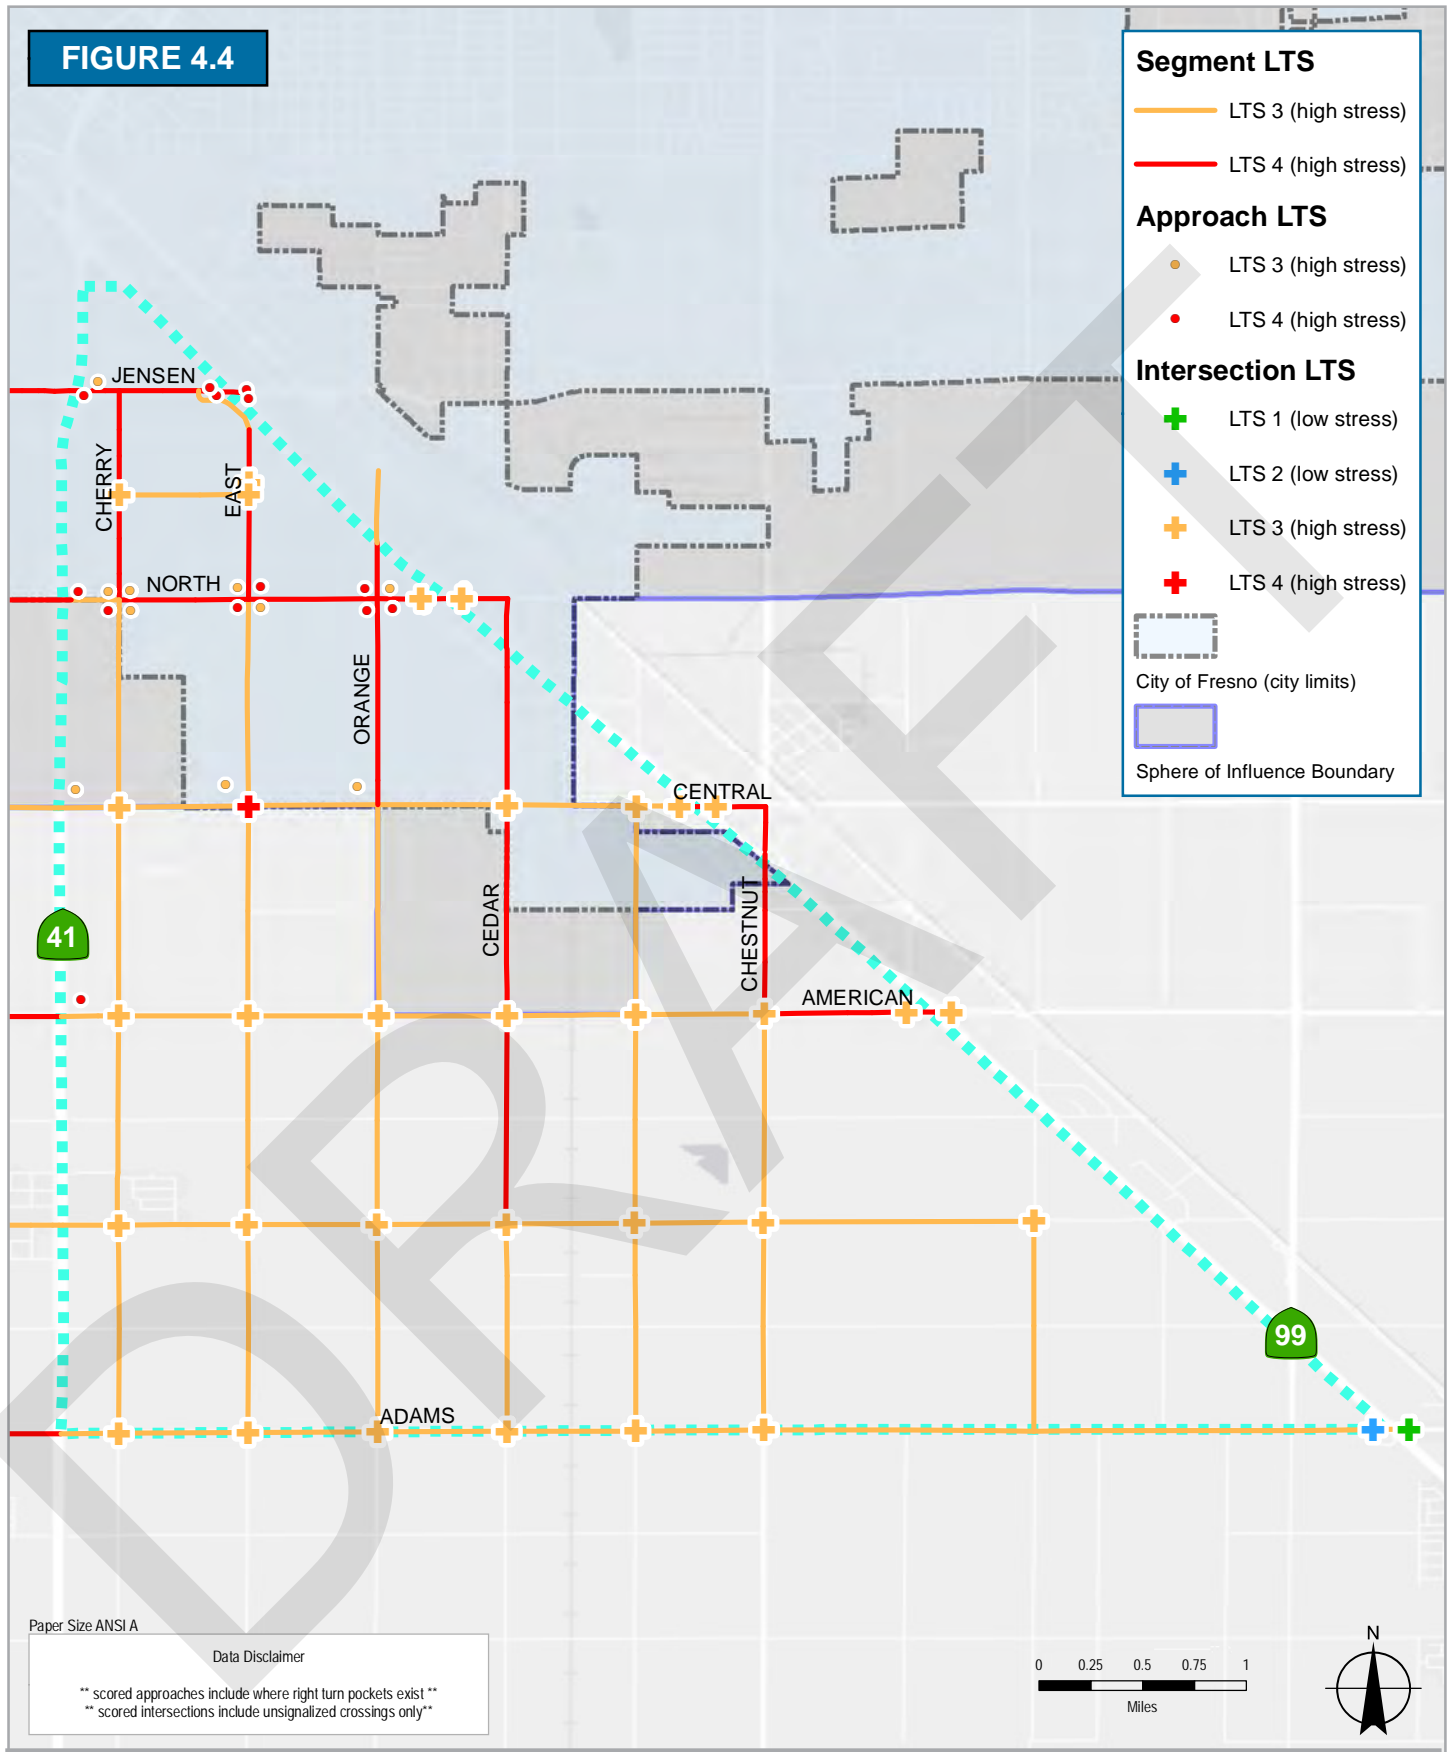 FIGURE 4.4
Segment LTS
LTS 3 (high stress)
LTS 4 (high stress)
Approach LTS
LTS 3 (high stress)
LTS 4 (high stress)
Intersection LTS
LTS 1 (low stress)
LTS 2 (low stress)
LTS 3 (high stress)
LTS 4 (high stress)
City of Fresno (city limits)
Sphere of Influence Boundary
JENSEN
CHERRY
EAST
NORTH
ORANGE
CENTRAL
CEDAR
CHESTNUT
41
AMERICAN
99
ADAMS
DRAFT
Paper Size ANSI A
Data Disclaimer
** scored approaches include where right turn pockets exist **
** scored intersections include unsignalized crossings only**
0 0.25 0.5 0.75 1
Miles
N